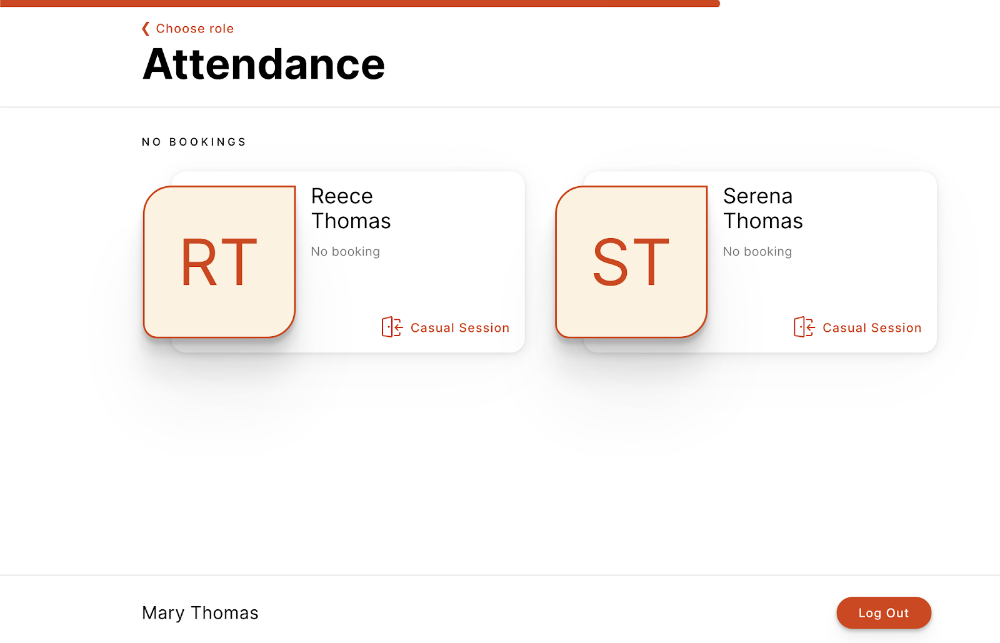 ❮ Choose role
Attendance
NO BOOKINGS
RT
Reece
Thomas
No booking
Casual Session
ST
Serena
Thomas
No booking
Casual Session
Mary Thomas
Log Out